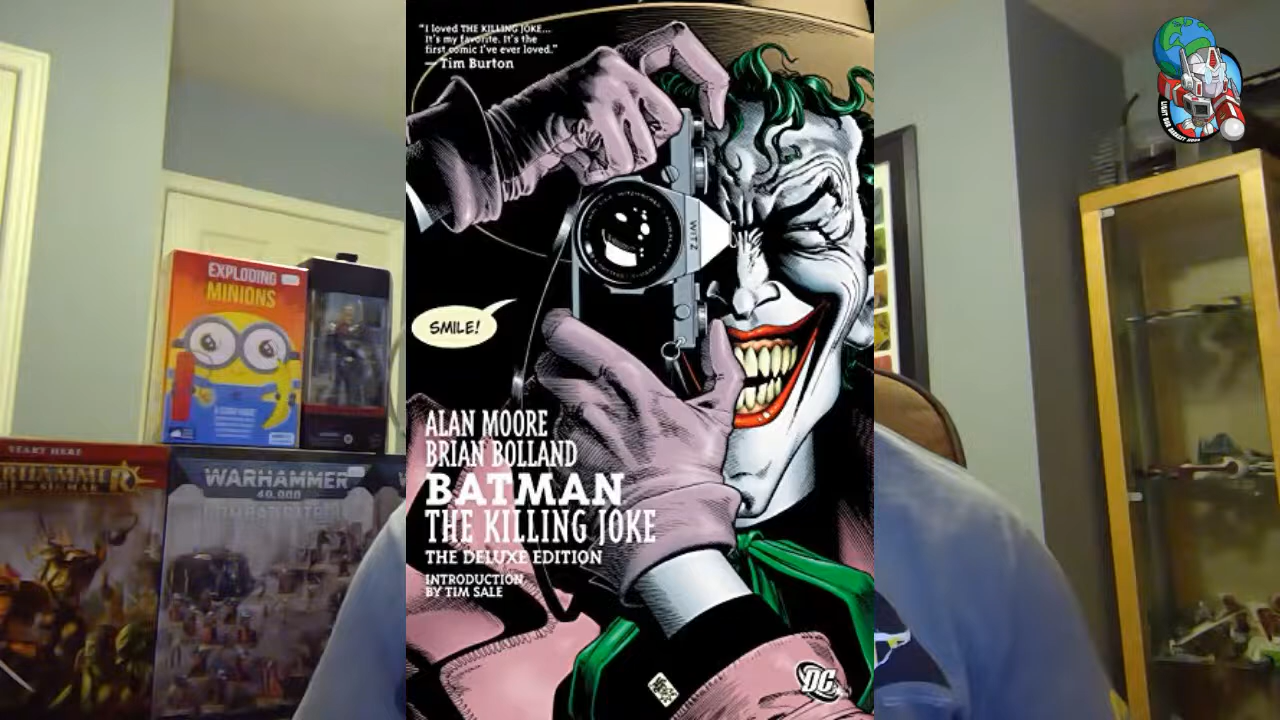 "I loved THE KILLING JOKE...
It's my favorite. It's the
first comic I've ever loved."
— Tim Burton
EXPLODING
MINIONS
WITZ
SMILE!
ALAN MOORE
BRIAN BOLLAND
BATMAN
THE KILLING JOKE
THE DELUXE EDITION
INTRODUCTION
BY TIM SALE
START HERE
WARHAMMER
40,000
DC